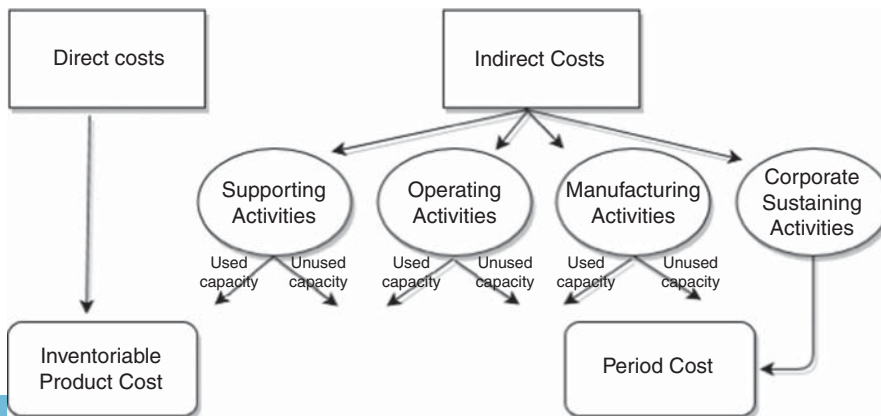 Direct costs
Indirect Costs
Supporting
Activities
Operating
Activities
Manufacturing
Activities
Corporate
Sustaining
Activities
Used
capacity
Unused
capacity
Used
capacity
Unused
capacity
Used
capacity
Unused
capacity
Inventoriable
Product Cost
Period Cost